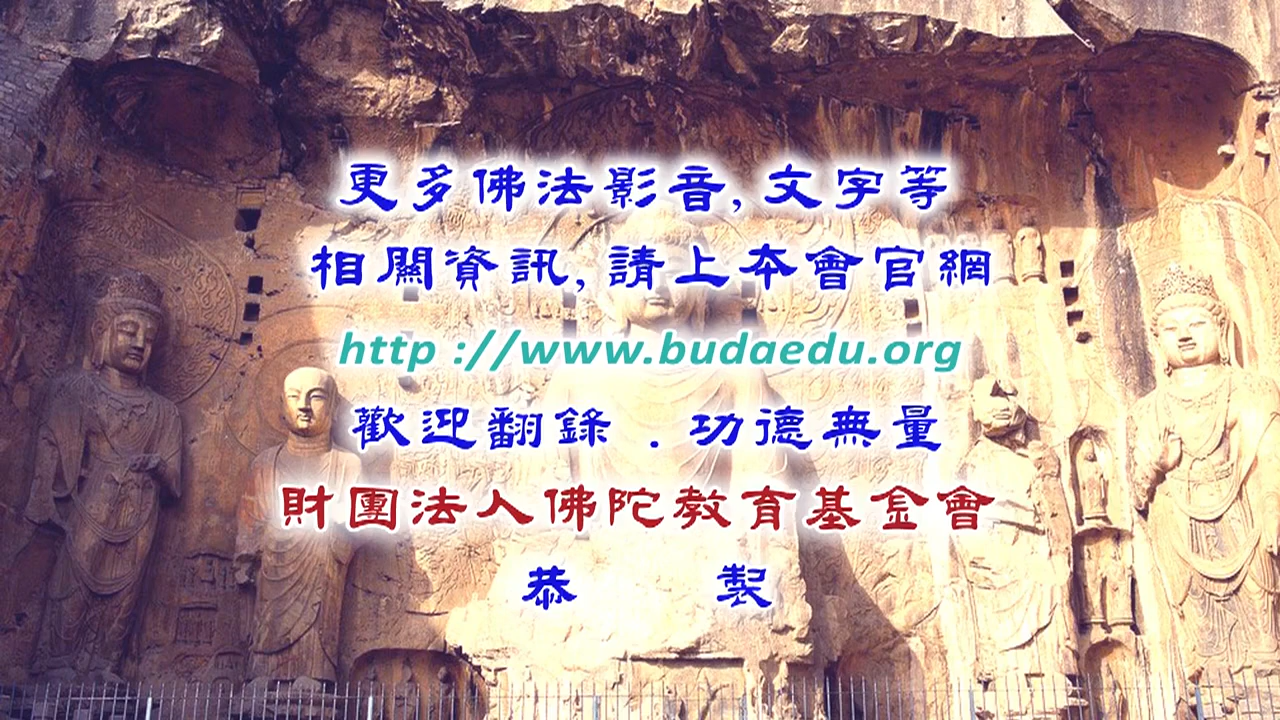 更多佛法影音,文字等
相關資訊,請上本會官網
http ://www.budaedu.org
歡迎翻錄 . 功德無量
財團法人佛陀教育基金會
恭 製